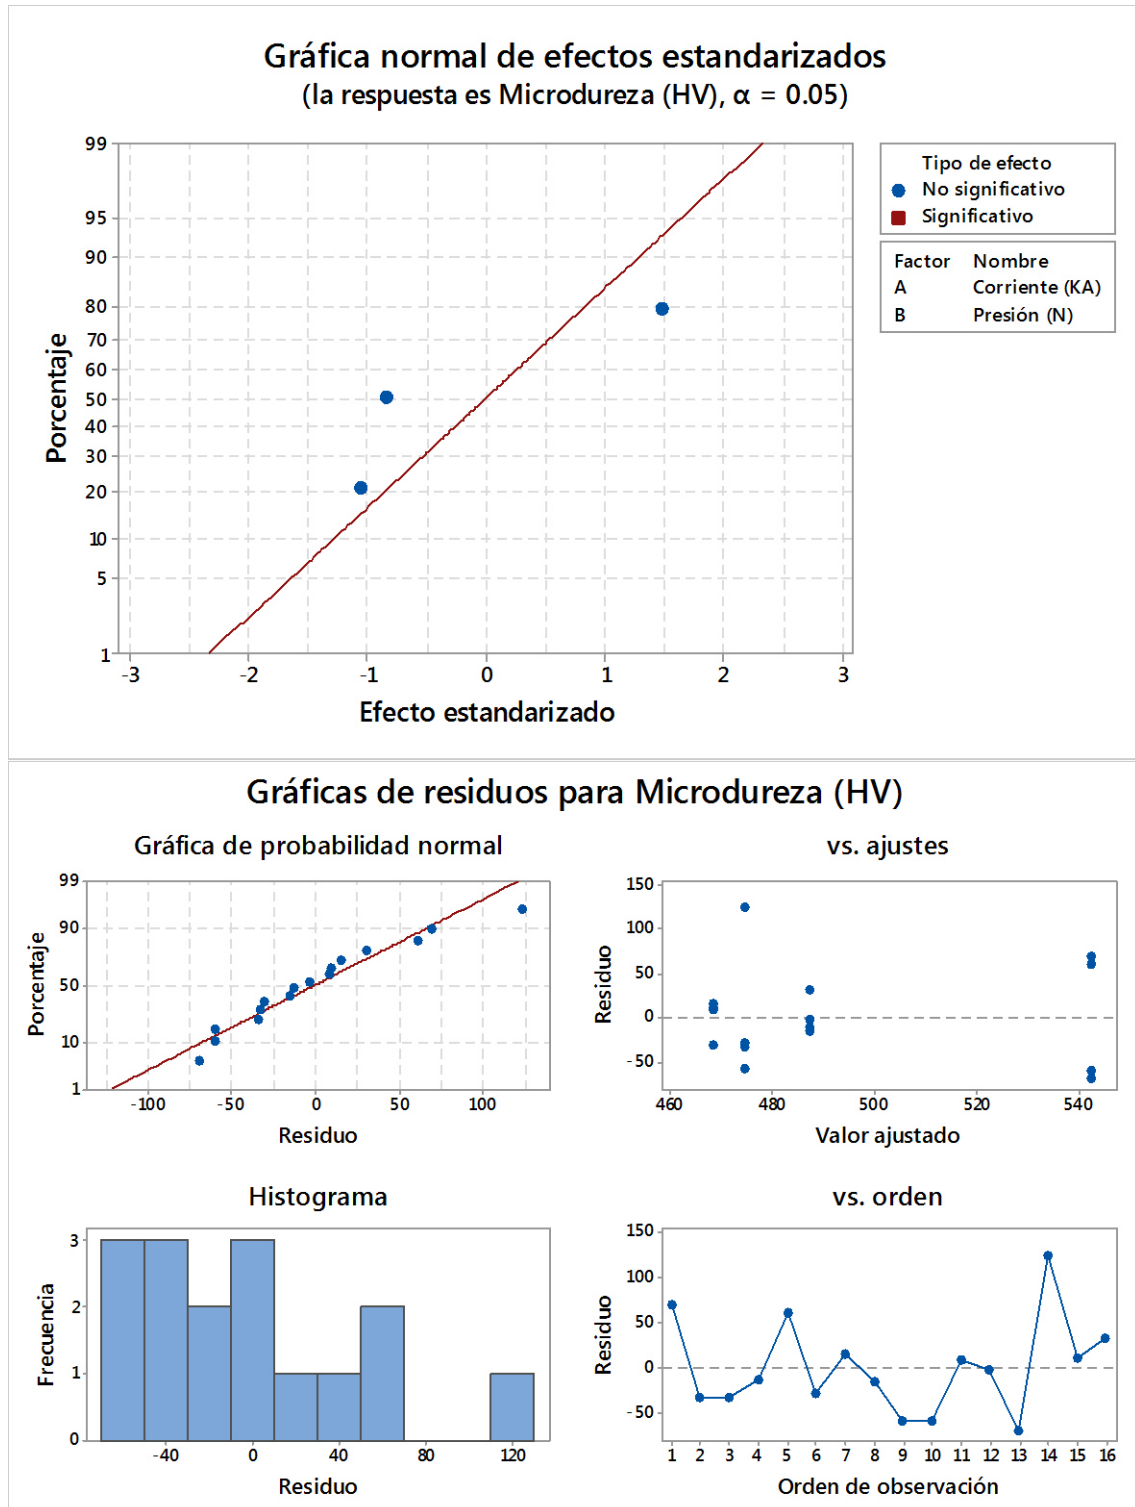 Gráfica normal de efectos estandarizados
(la respuesta es Microdureza (HV), α = 0.05)
99
95
90
80
70
60
50
40
30
20
10
5
1
Porcentaje
-3 -2 -1 0 1 2 3
Efecto estandarizado
Tipo de efecto
No significativo
Significativo
Factor Nombre
A Corriente (KA)
B Presión (N)
Gráficas de residuos para Microdureza (HV)
Gráfica de probabilidad normal
99
90
50
10
1
Porcentaje
-100 -50 0 50 100
Residuo
vs. ajustes
150
100
50
0
-50
Residuo
460 480 500 520 540
Valor ajustado
Histograma
3
2
1
0
Frecuencia
-40 0 40 80 120
Residuo
vs. orden
150
100
50
0
-50
Residuo
1 2 3 4 5 6 7 8 9 10 11 12 13 14 15 16
Orden de observación